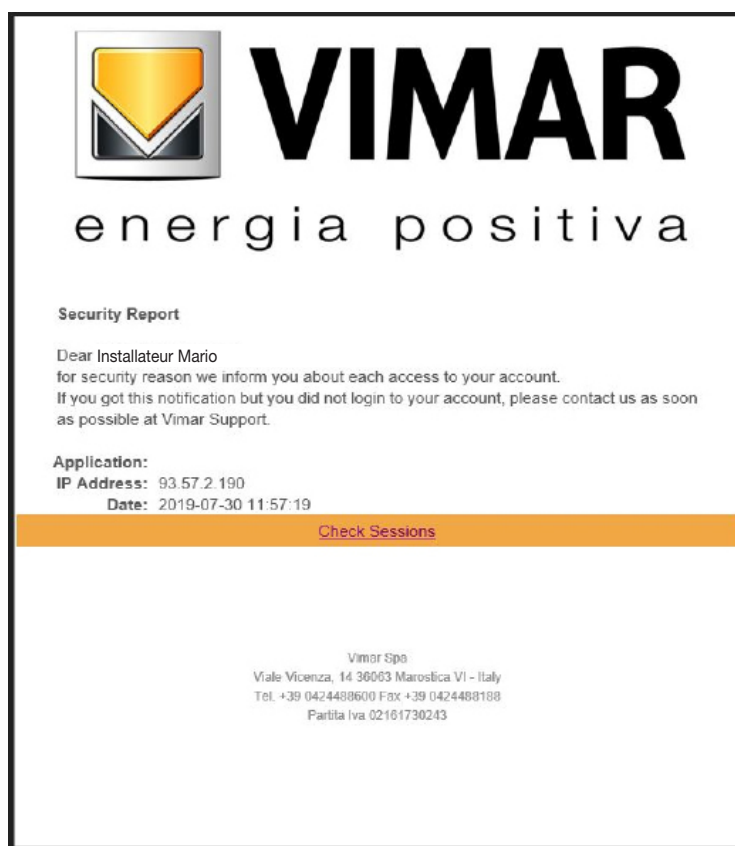 VIMAR
energia positiva
Security Report
Dear Installateur Mario
for security reason we inform you about each access to your account.
If you got this notification but you did not login to your account, please contact us as soon
as possible at Vimar Support.
Application:
IP Address: 93.57.2.190
Date: 2019-07-30 11:57:19
Check Sessions
Vimar Spa
Viale Vicenza, 14 36063 Marostica VI - Italy
Tel. +39 0424488600 Fax +39 0424488188
Partita Iva 02161730243